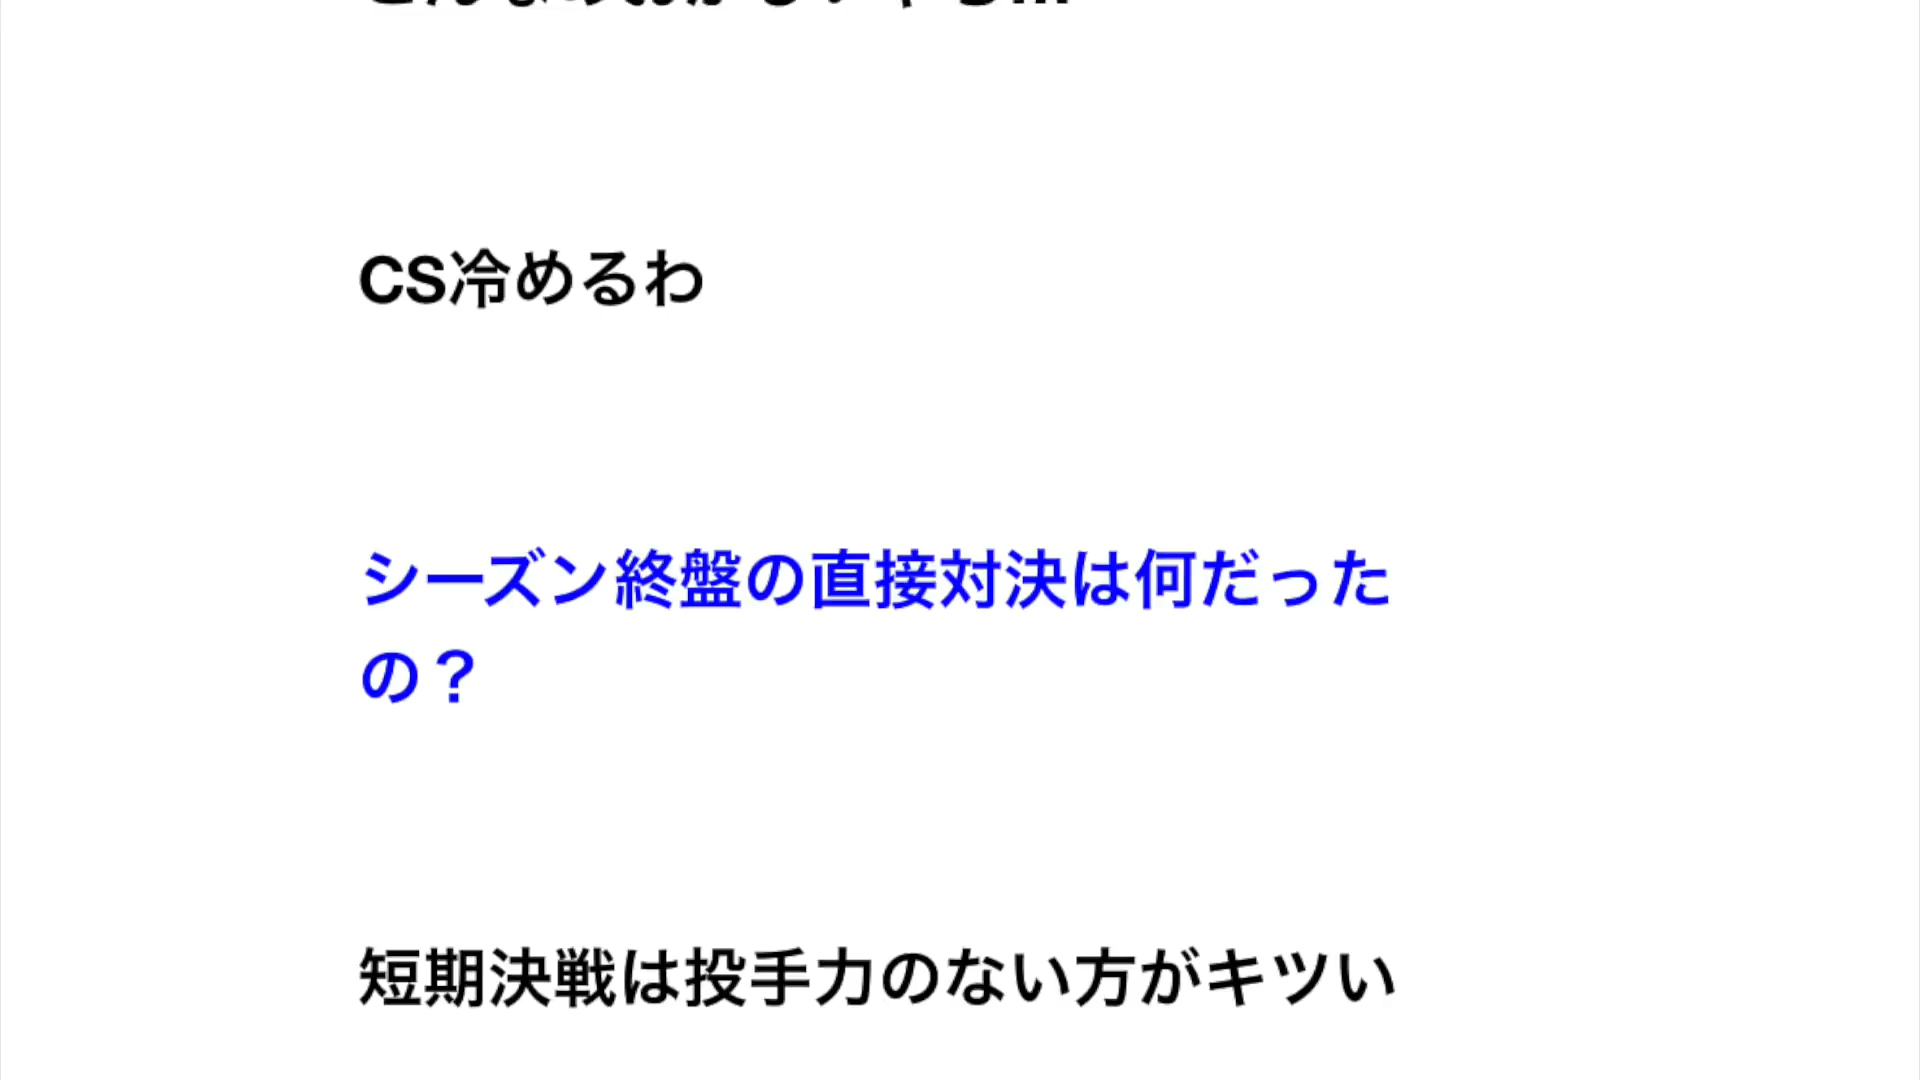 CS冷めるわ
シーズン終盤の直接対決は何だった
の？
短期決戦は投手力のない方がキツい